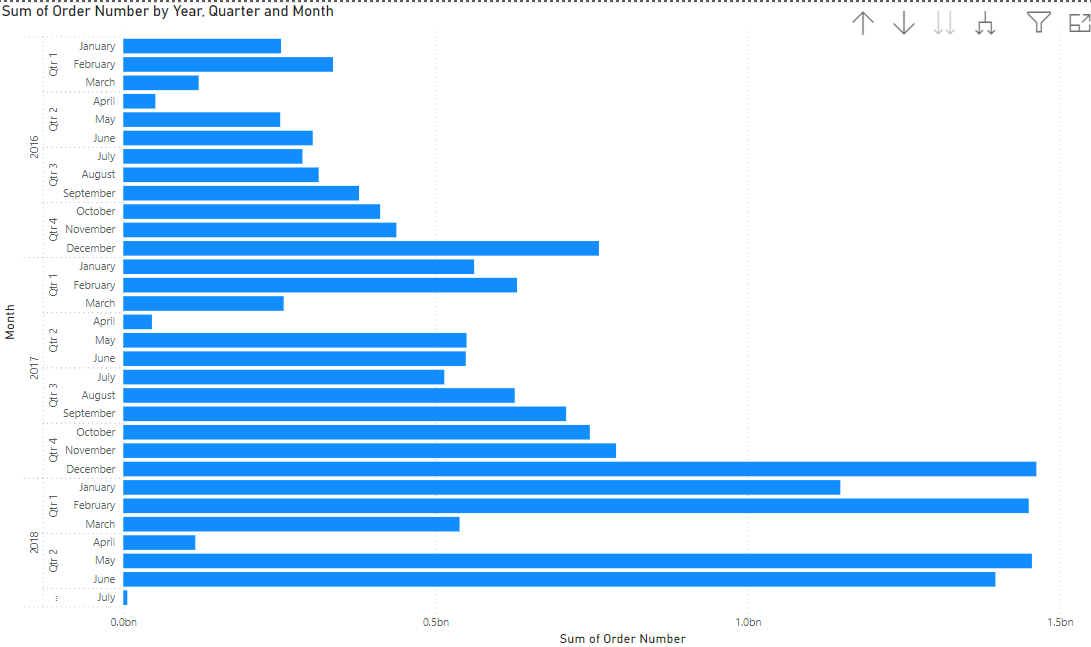 Sum of Order Number by Year, Quarter and Month
Month
2016
Qtr 1
January
February
March
Qtr 2
April
May
June
Qtr 3
July
August
September
Qtr 4
October
November
December
2017
Qtr 1
January
February
March
Qtr 2
April
May
June
Qtr 3
July
August
September
Qtr 4
October
November
December
2018
Qtr 1
January
February
March
Qtr 2
April
May
June
...
July
0.0bn 0.5bn 1.0bn 1.5bn
Sum of Order Number